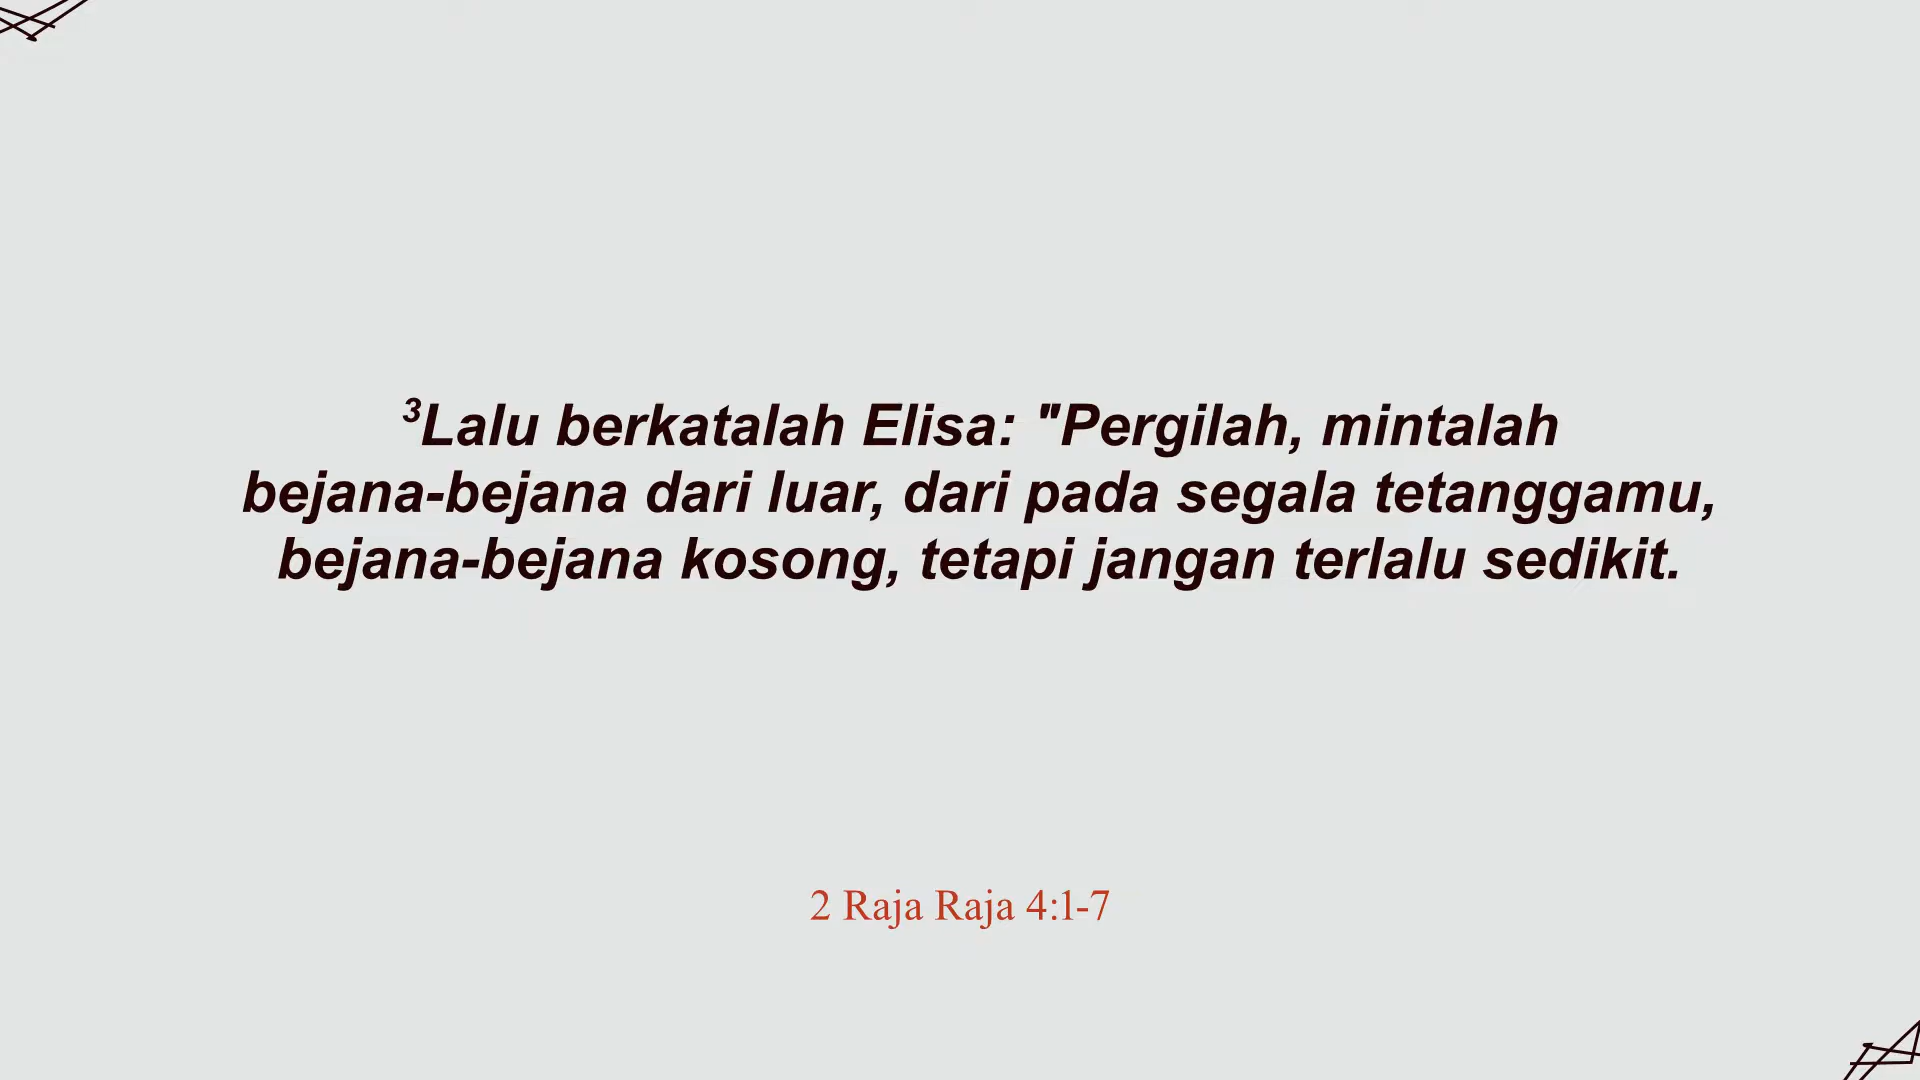 ³Lalu berkatalah Elisa: "Pergilah, mintalah
bejana-bejana dari luar, dari pada segala tetanggamu,
bejana-bejana kosong, tetapi jangan terlalu sedikit.
2 Raja Raja 4:1-7